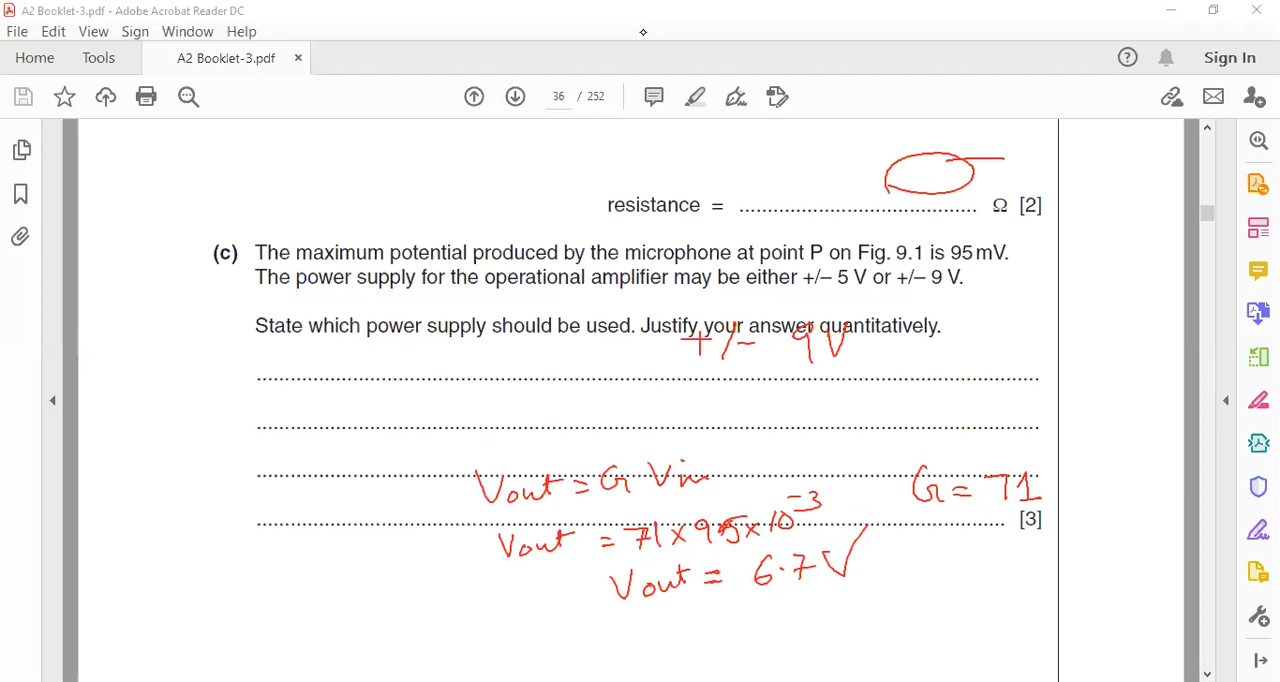 A2 Booklet-3.pdf - Adobe Acrobat Reader DC
File Edit View Sign Window Help
Home Tools A2 Booklet-3.pdf × Sign In
36 / 252
resistance = ........................................ Ω [2]
(c) The maximum potential produced by the microphone at point P on Fig. 9.1 is 95 mV.
The power supply for the operational amplifier may be either +/– 5 V or +/– 9 V.
State which power supply should be used. Justify your answer quantitatively.
+/- 9 V
Vout = G Vin G = 71
[3]
Vout = 71 x 95 x 10⁻³
Vout = 6.7 V